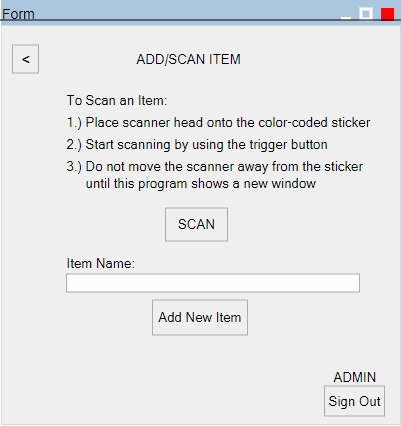 Form
<
ADD/SCAN ITEM
To Scan an Item:
1.) Place scanner head onto the color-coded sticker
2.) Start scanning by using the trigger button
3.) Do not move the scanner away from the sticker
until this program shows a new window
SCAN
Item Name:
Add New Item
ADMIN
Sign Out